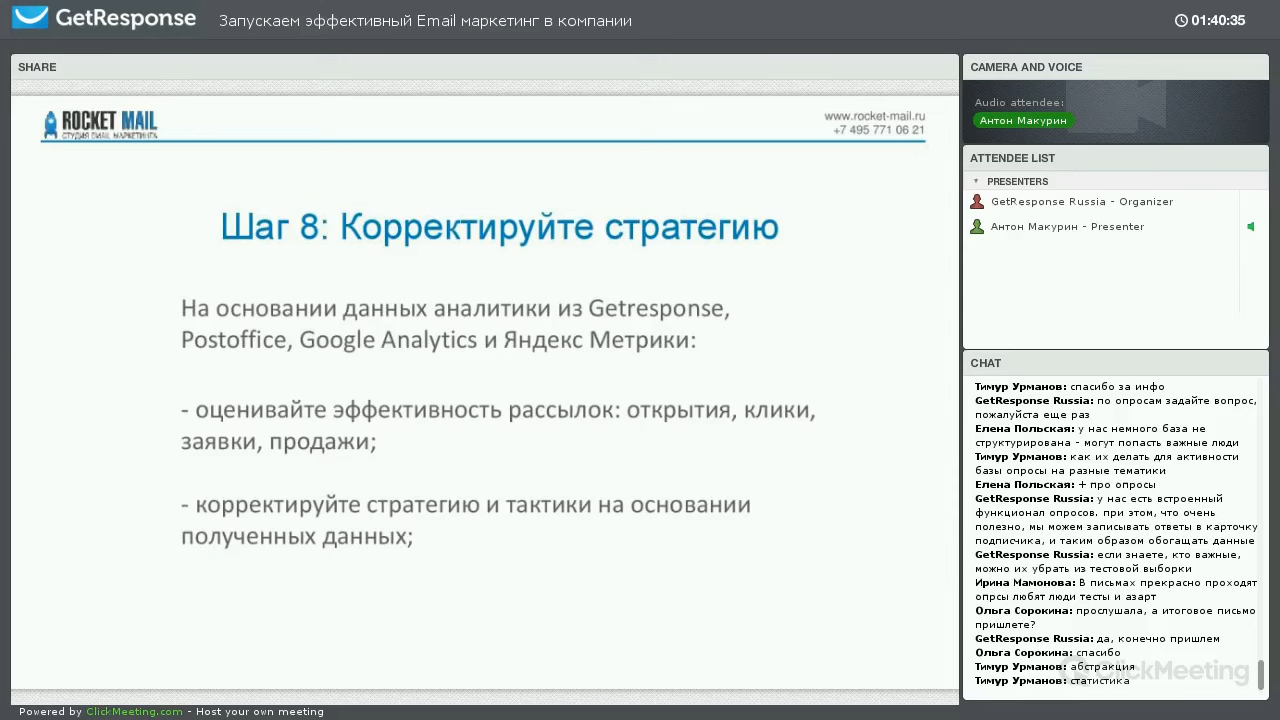 GetResponse Запускаем эффективный Email маркетинг в компании 01:40:35
SHARE
ROCKET MAIL
СТУДИЯ EMAIL МАРКЕТИНГА
www.rocket-mail.ru
+7 495 771 06 21
Шаг 8: Корректируйте стратегию
На основании данных аналитики из Getresponse,
Postoffice, Google Analytics и Яндекс Метрики:
- оценивайте эффективность рассылок: открытия, клики,
заявки, продажи;
- корректируйте стратегию и тактики на основании
полученных данных;
CAMERA AND VOICE
Audio attendee:
Антон Макурин
ATTENDEE LIST
PRESENTERS
GetResponse Russia - Organizer
Антон Макурин - Presenter
CHAT
Тимур Урманов: спасибо за инфо
GetResponse Russia: по опросам задайте вопрос,
пожалуйста еще раз
Елена Польская: у нас немного база не
структурирована - могут попасть важные люди
Тимур Урманов: как их делать для активности
базы опросы на разные тематики
Елена Польская: + про опросы
GetResponse Russia: у нас есть встроенный
функционал опросов. при этом, что очень
полезно, мы можем записывать ответы в карточку
подписчика, и таким образом обогащать данные
GetResponse Russia: если знаете, кто важные,
можно их убрать из тестовой выборки
Ирина Мамонова: В письмах прекрасно проходят
опрсы любят люди тесты и азарт
Ольга Сорокина: прослушала, а итоговое письмо
пришлете?
GetResponse Russia: да, конечно пришлем
Ольга Сорокина: спасибо
Тимур Урманов: абстракция
Тимур Урманов: статистика
ClickMeeting
Powered by ClickMeeting.com - Host your own meeting